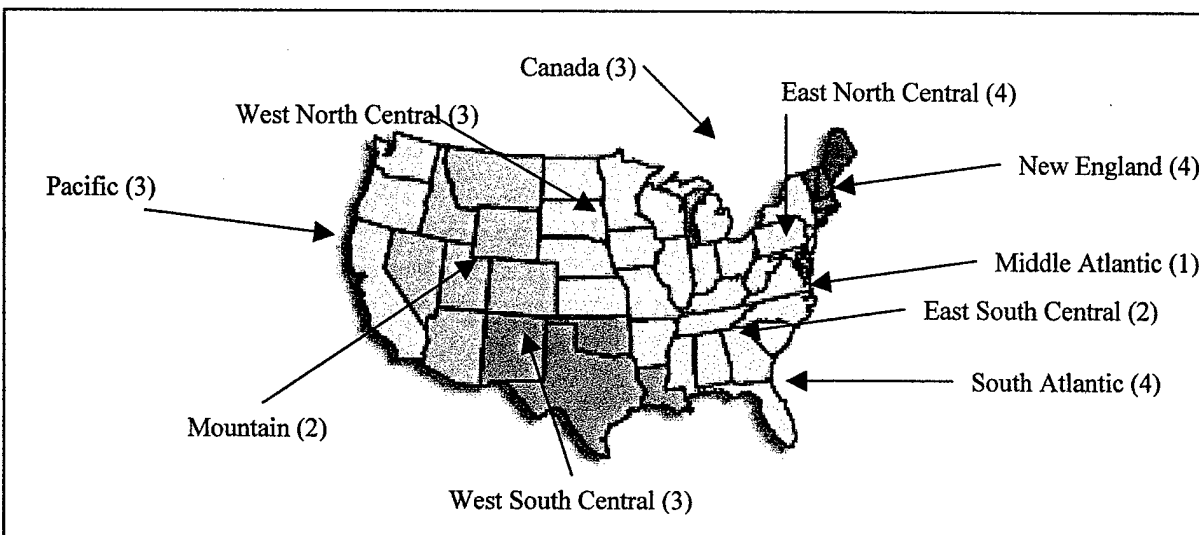 Canada (3)
East North Central (4)
West North Central (3)
New England (4)
Pacific (3)
Middle Atlantic (1)
East South Central (2)
South Atlantic (4)
Mountain (2)
West South Central (3)